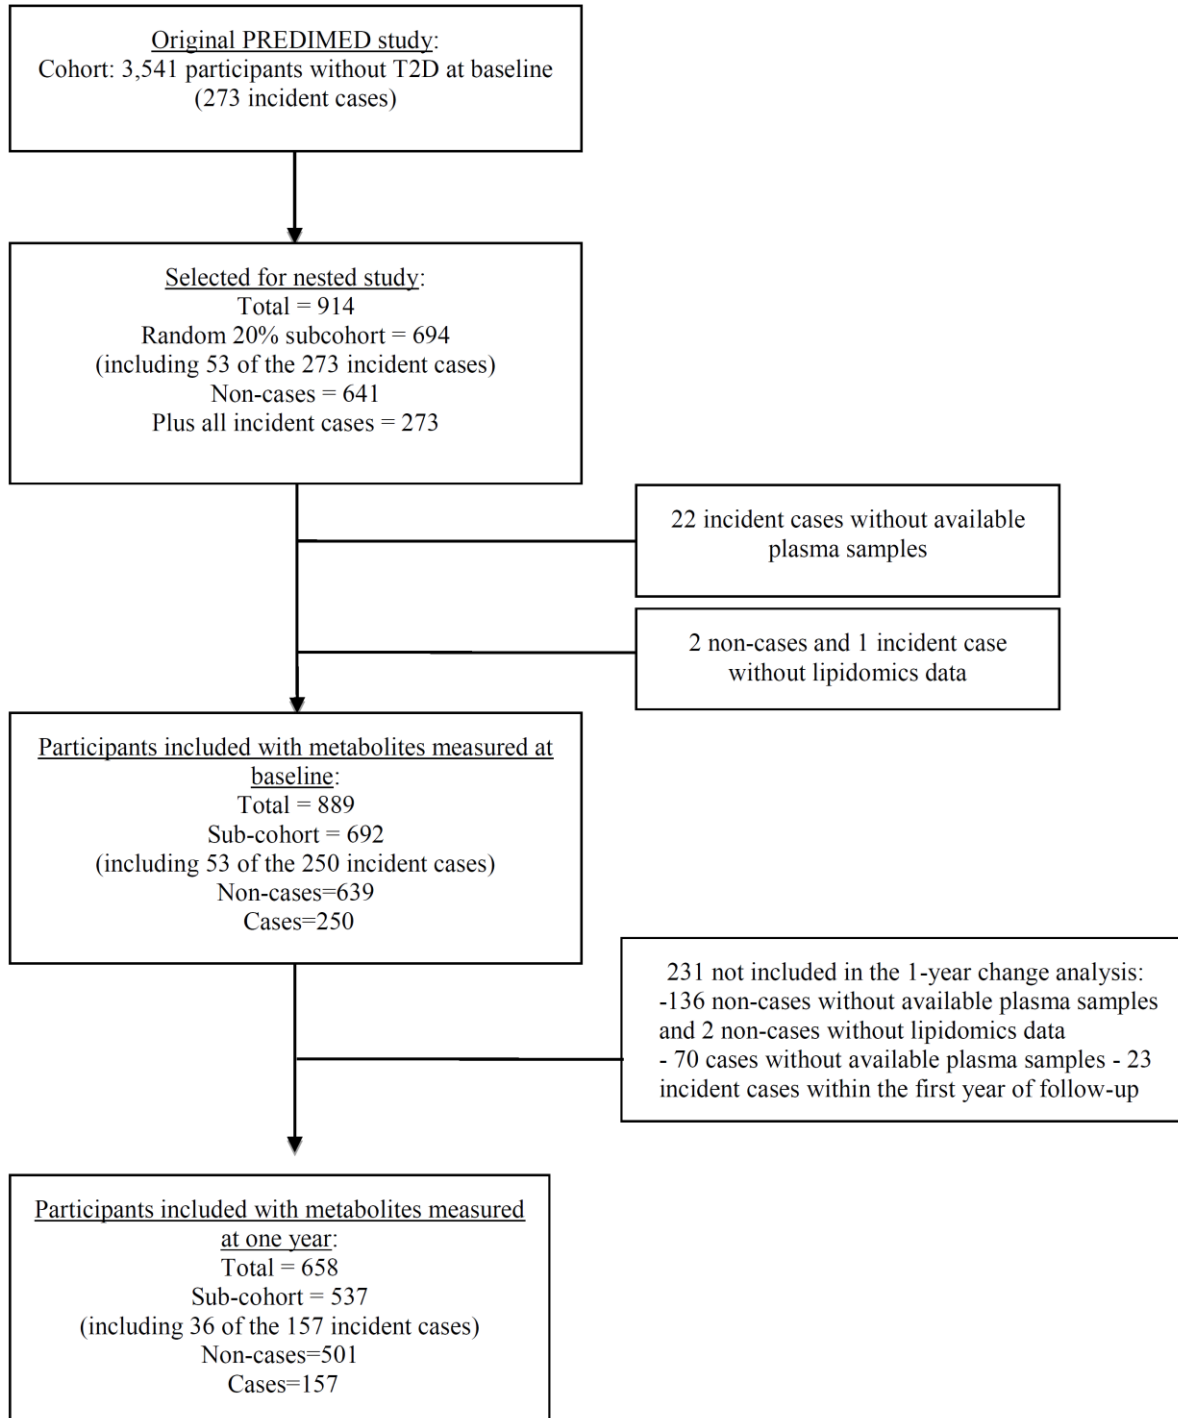 Original PREDIMED study:
Cohort: 3,541 participants without T2D at baseline
(273 incident cases)
Selected for nested study:
Total = 914
Random 20% subcohort = 694
(including 53 of the 273 incident cases)
Non-cases = 641
Plus all incident cases = 273
22 incident cases without available
plasma samples
2 non-cases and 1 incident case
without lipidomics data
Participants included with metabolites measured at
baseline:
Total = 889
Sub-cohort = 692
(including 53 of the 250 incident cases)
Non-cases=639
Cases=250
231 not included in the 1-year change analysis:
-136 non-cases without available plasma samples
and 2 non-cases without lipidomics data
- 70 cases without available plasma samples - 23
incident cases within the first year of follow-up
Participants included with metabolites measured
at one year:
Total = 658
Sub-cohort = 537
(including 36 of the 157 incident cases)
Non-cases=501
Cases=157